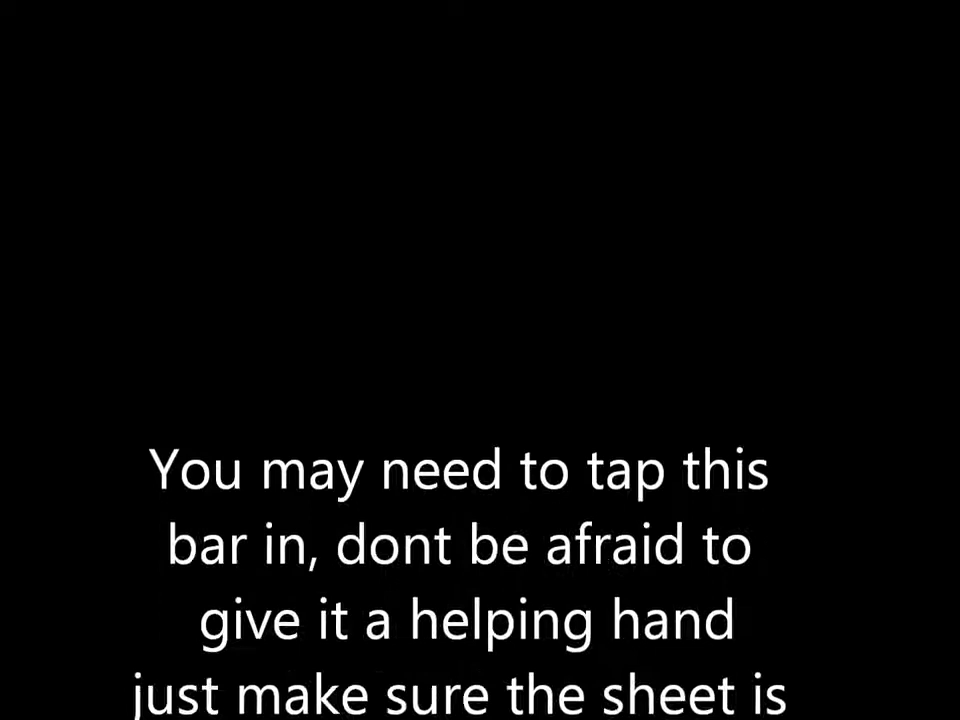 You may need to tap this
bar in, dont be afraid to
give it a helping hand
just make sure the sheet is